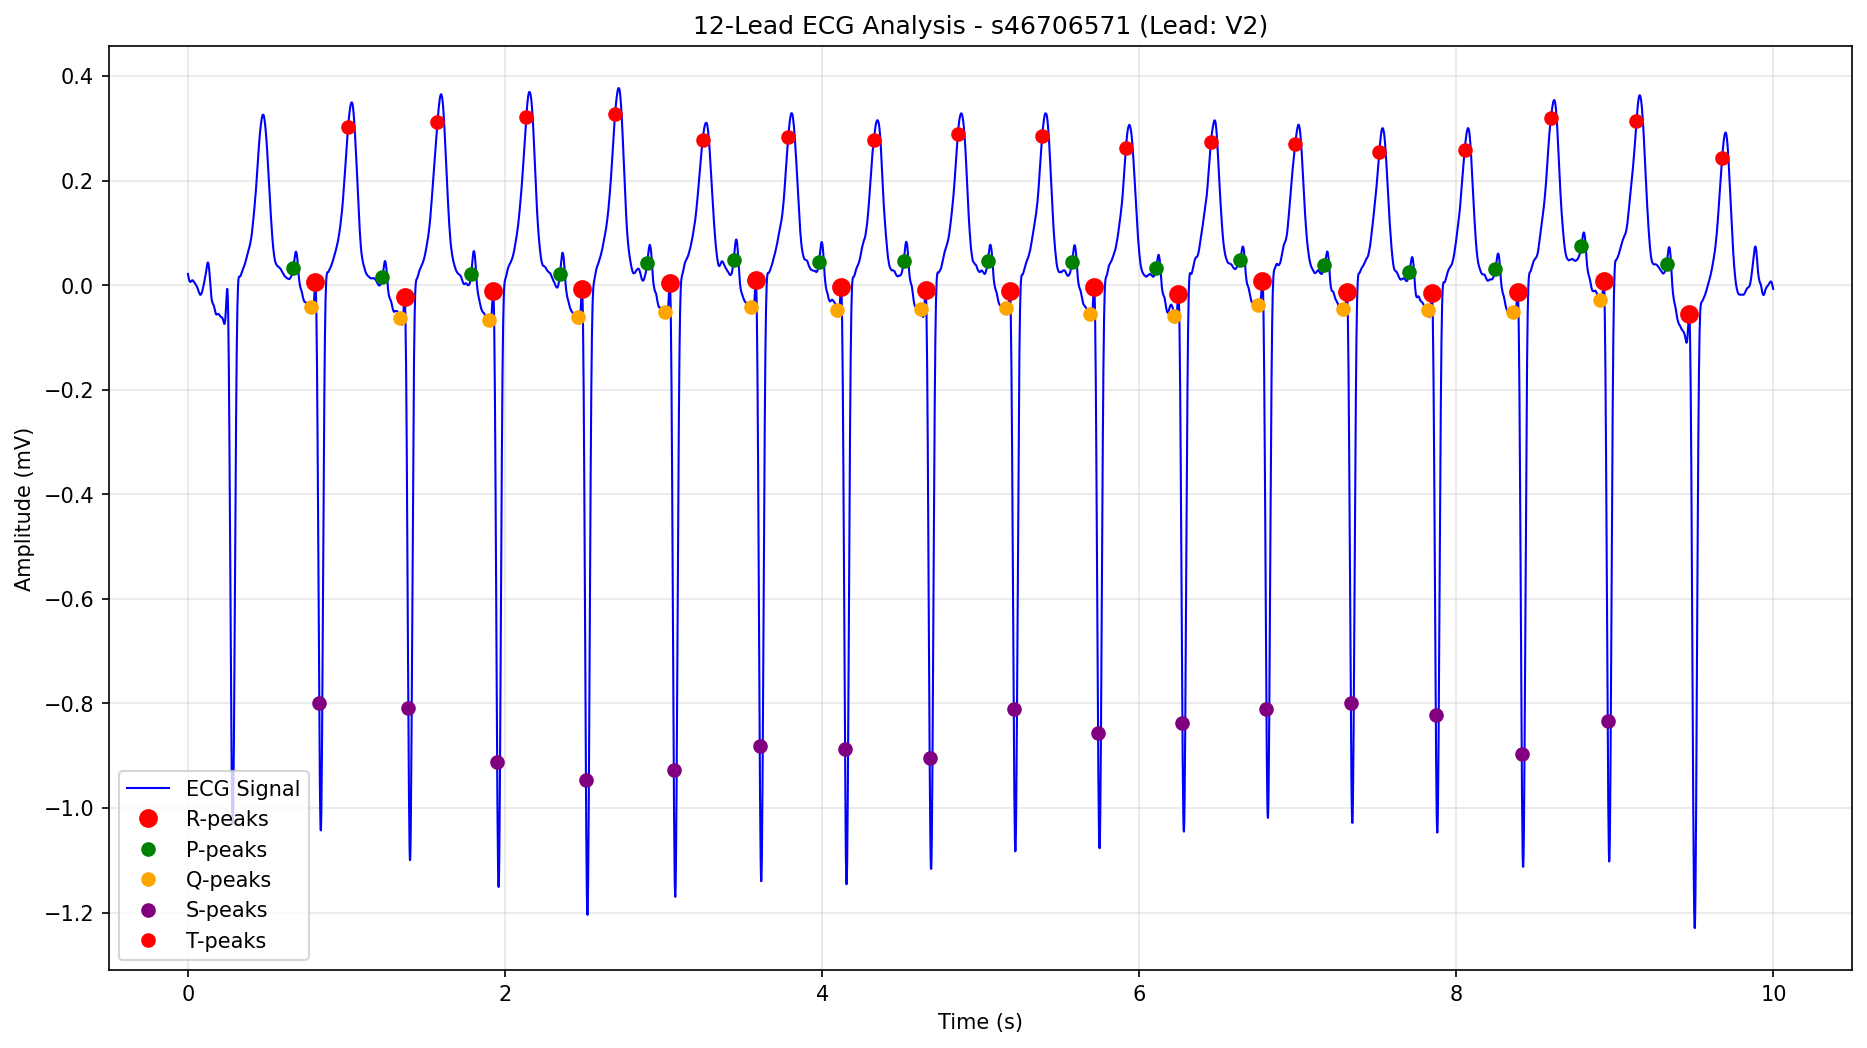 12-Lead ECG Analysis - s46706571 (Lead: V2)
Amplitude (mV)
0.4
0.2
0.0
−0.2
−0.4
−0.6
−0.8
−1.0
−1.2
ECG Signal
R-peaks
P-peaks
Q-peaks
S-peaks
T-peaks
0 2 4 6 8 10
Time (s)